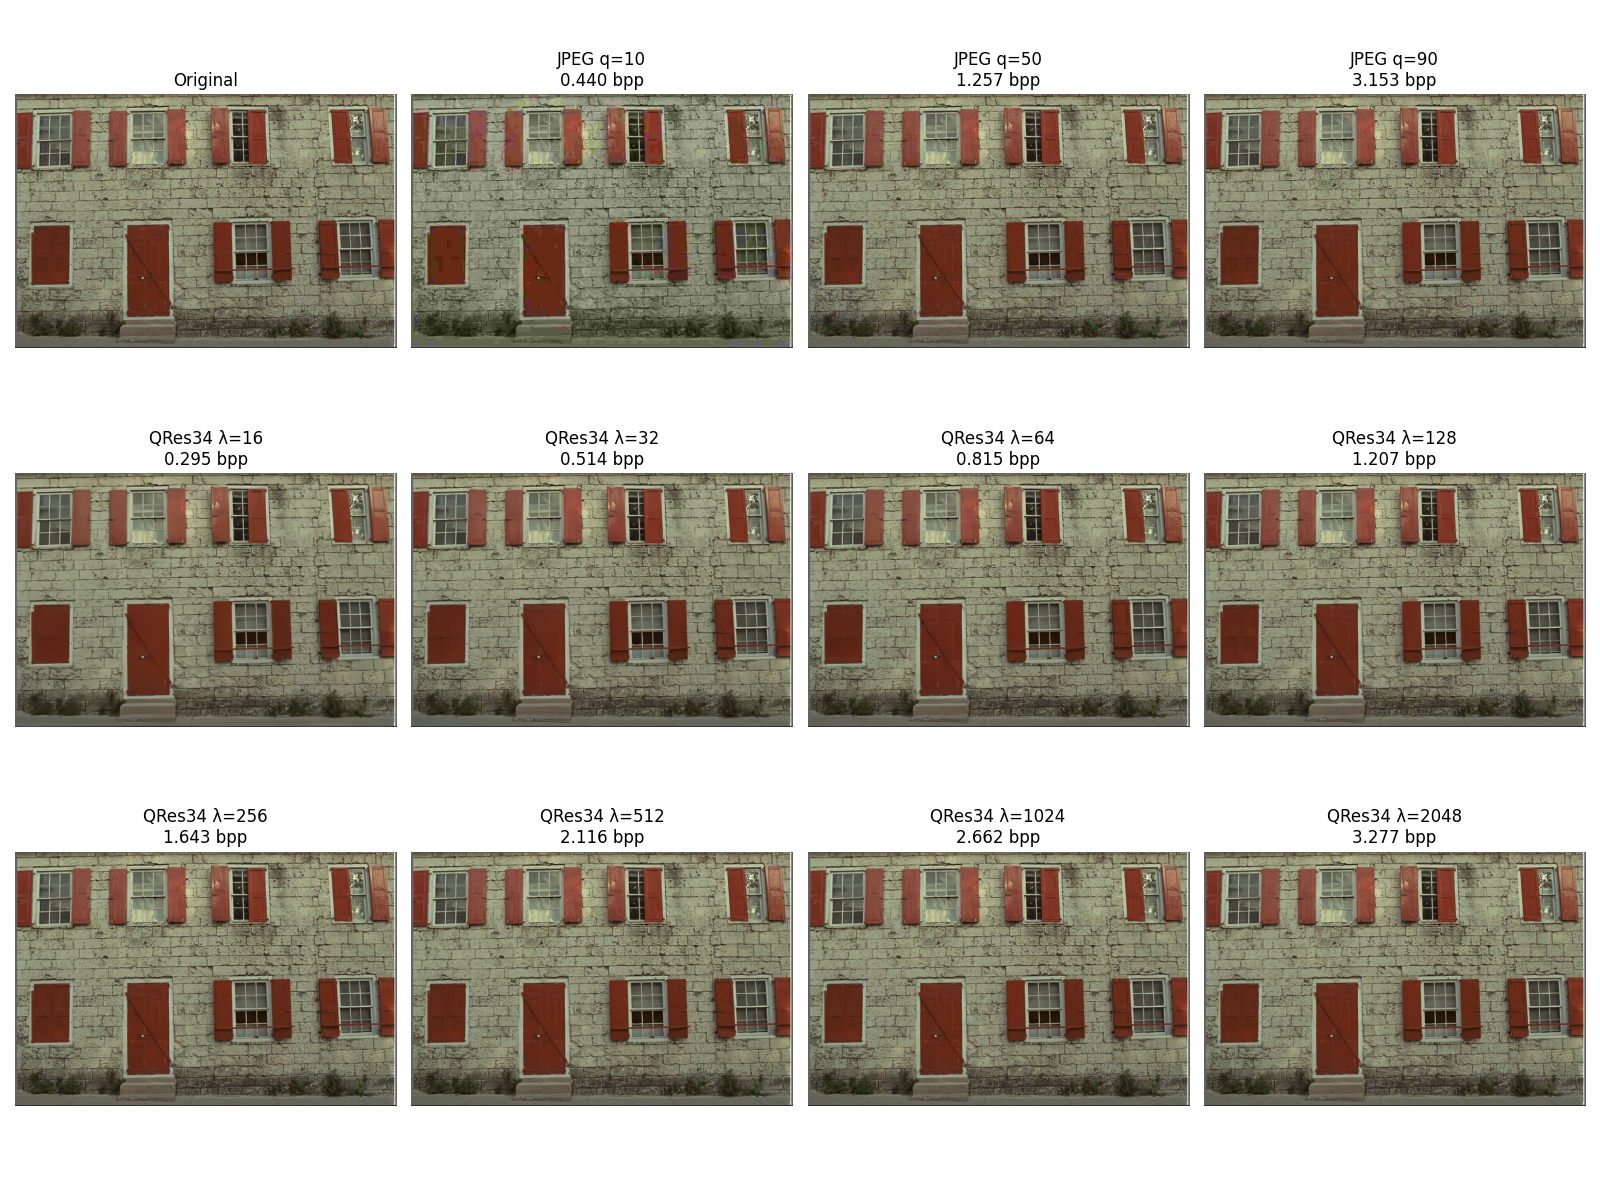 Original
JPEG q=10
0.440 bpp
JPEG q=50
1.257 bpp
JPEG q=90
3.153 bpp
QRes34 λ=16
0.295 bpp
QRes34 λ=32
0.514 bpp
QRes34 λ=64
0.815 bpp
QRes34 λ=128
1.207 bpp
QRes34 λ=256
1.643 bpp
QRes34 λ=512
2.116 bpp
QRes34 λ=1024
2.662 bpp
QRes34 λ=2048
3.277 bpp